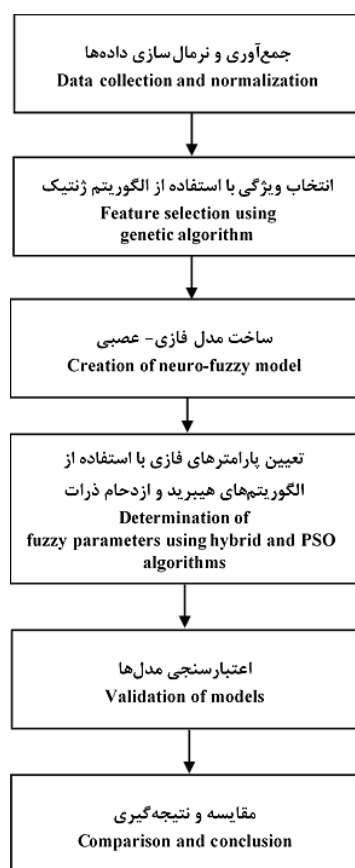 جمع‌آوری و نرمال‌سازی داده‌ها
Data collection and normalization
انتخاب ویژگی با استفاده از الگوریتم ژنتیک
Feature selection using
genetic algorithm
ساخت مدل فازی- عصبی
Creation of neuro-fuzzy model
تعیین پارامترهای فازی با استفاده از
الگوریتم‌های هیبرید و ازدحام ذرات
Determination of
fuzzy parameters using hybrid and PSO
algorithms
اعتبارسنجی مدل‌ها
Validation of models
مقایسه و نتیجه‌گیری
Comparison and conclusion